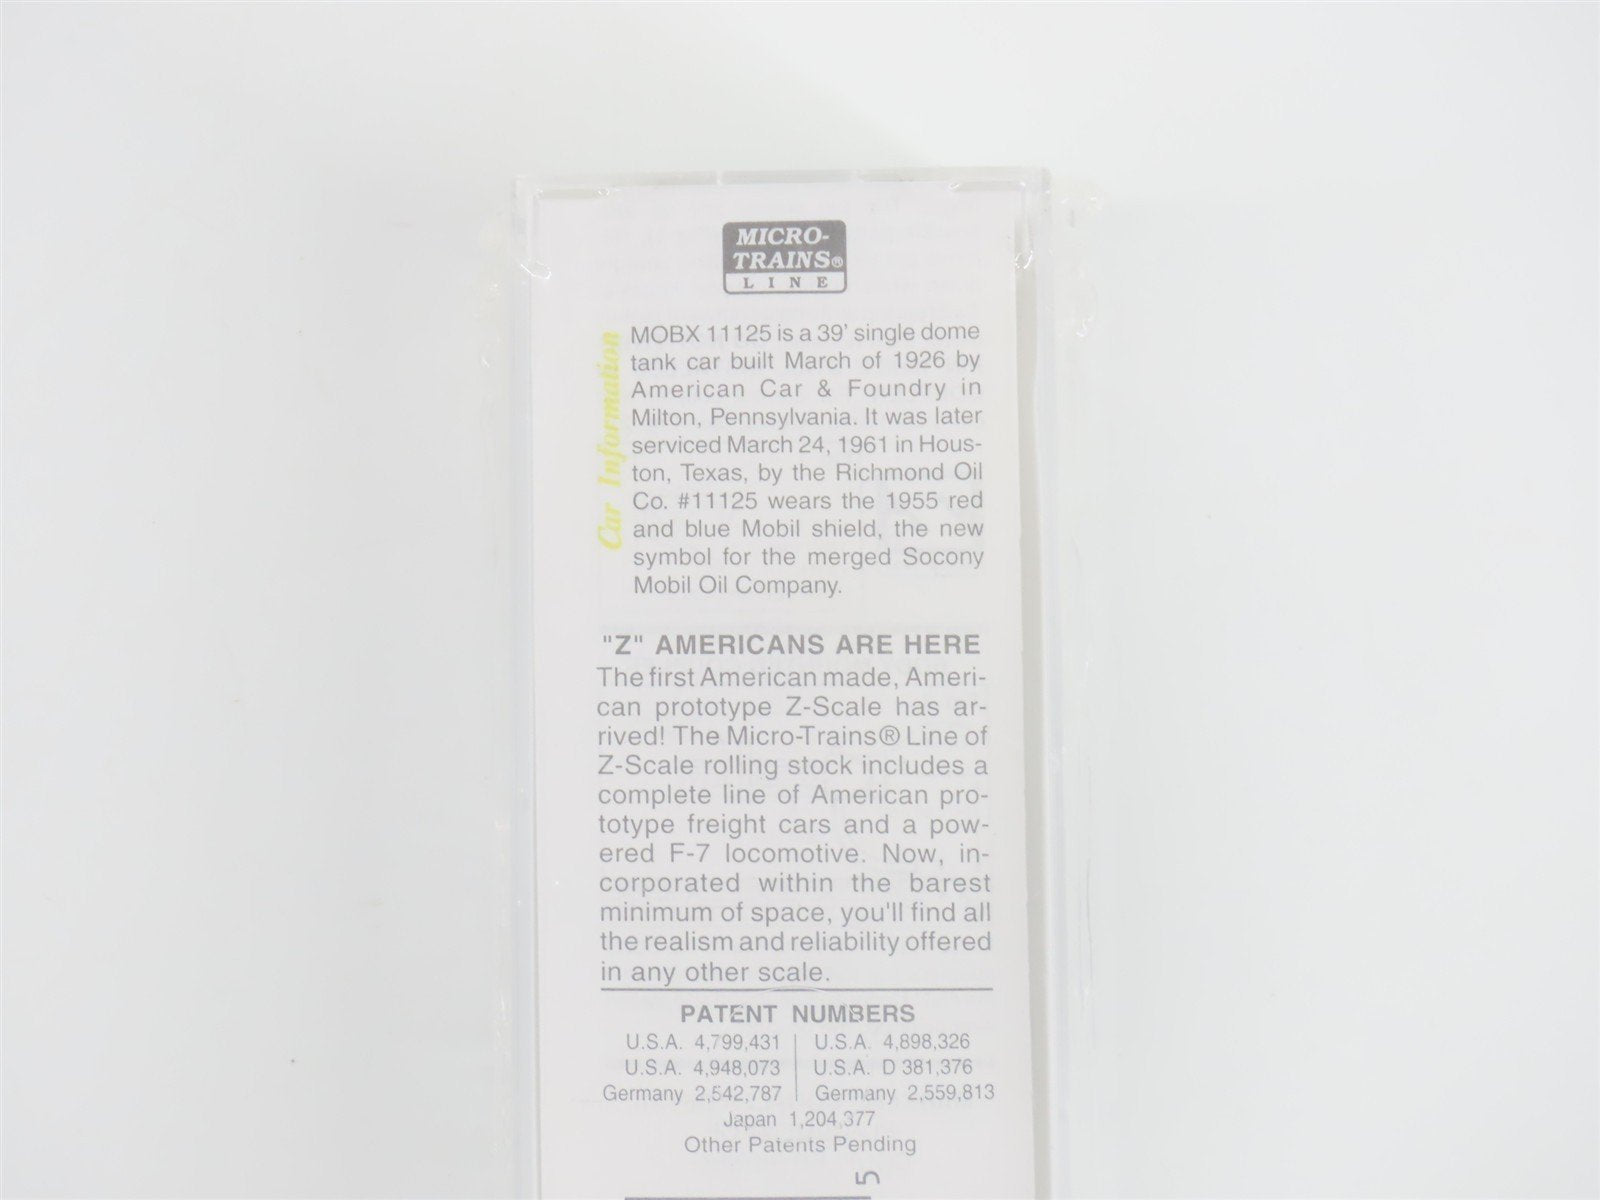 MICRO-
TRAINS®
LINE
Car Information
MOBX 11125 is a 39' single dome
tank car built March of 1926 by
American Car & Foundry in
Milton, Pennsylvania. It was later
serviced March 24, 1961 in Hous-
ton, Texas, by the Richmond Oil
Co. #11125 wears the 1955 red
and blue Mobil shield, the new
symbol for the merged Socony
Mobil Oil Company.
"Z" AMERICANS ARE HERE
The first American made, Ameri-
can prototype Z-Scale has ar-
rived! The Micro-Trains® Line of
Z-Scale rolling stock includes a
complete line of American pro-
totype freight cars and a pow-
ered F-7 locomotive. Now, in-
corporated within the barest
minimum of space, you'll find all
the realism and reliability offered
in any other scale.
PATENT NUMBERS
U.S.A. 4,799,431 | U.S.A. 4,898,326
U.S.A. 4,948,073 | U.S.A. D 381,376
Germany 2,542,787 | Germany 2,559,813
Japan 1,204,377
Other Patents Pending
5